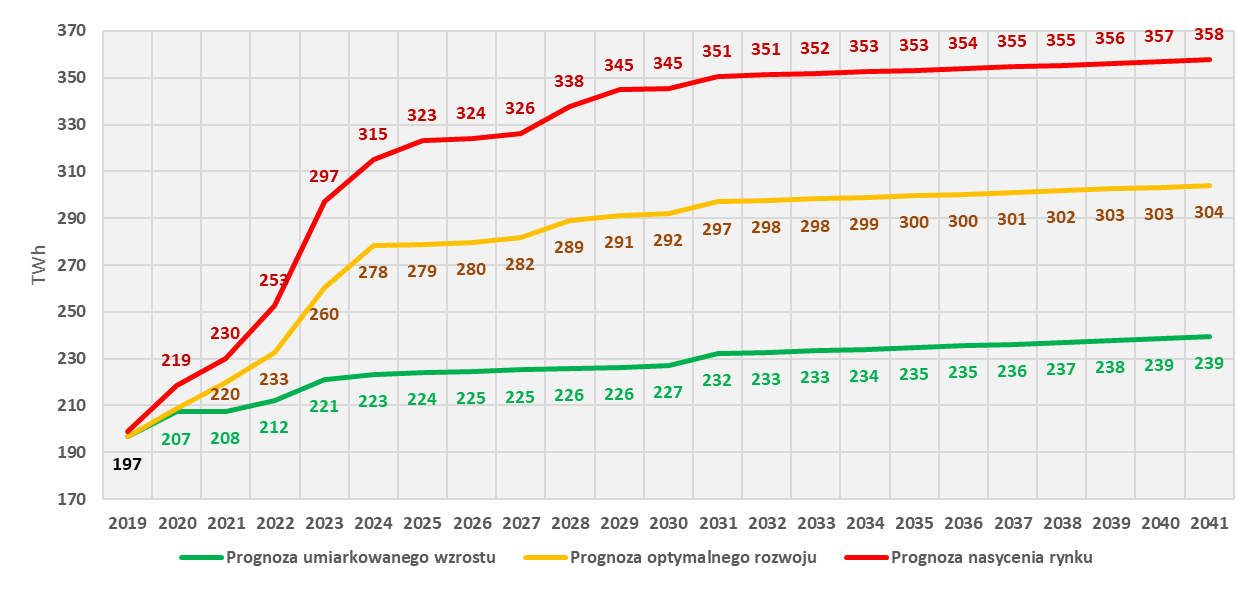 370
350
330
310
290
270
250
230
210
190
170
TWh
219 230 253 297 315 323 324 326 338 345 345 351 351 352 353 353 354 355 355 356 357 358
220 233 260 278 279 280 282 289 291 292 297 298 298 299 300 300 301 302 303 303 304
197 207 208 212 221 223 224 225 225 226 226 227 232 233 233 234 235 235 236 237 238 239 239
2019 2020 2021 2022 2023 2024 2025 2026 2027 2028 2029 2030 2031 2032 2033 2034 2035 2036 2037 2038 2039 2040 2041
Prognoza umiarkowanego wzrostu Prognoza optymalnego rozwoju Prognoza nasycenia rynku